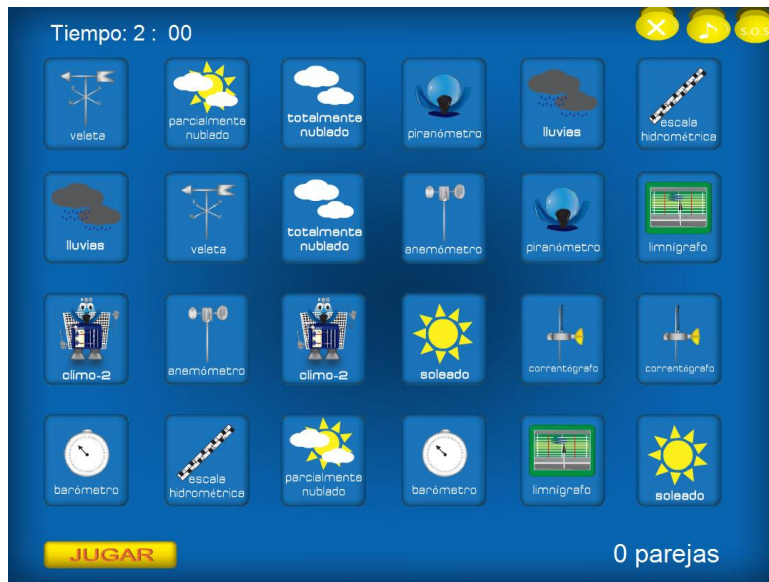 Tiempo: 2 : 00
s.o.s
veleta
parcialmente
nublado
totalmente
nublado
piranómetro
lluvias
escala
hidrométrica
lluvias
veleta
totalmente
nublado
anemómetro
piranómetro
limnígrafo
climo-2
anemómetro
climo-2
soleado
correntógrafo
correntógrafo
barómetro
escala
hidrométrica
parcialmente
nublado
barómetro
limnígrafo
soleado
JUGAR
0 parejas